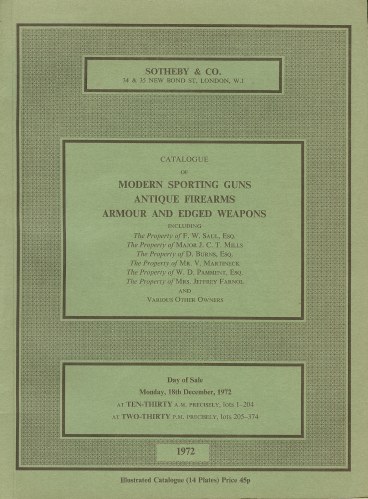 SOTHEBY & CO.
34 & 35 NEW BOND ST, LONDON, W.1
CATALOGUE
OF
MODERN SPORTING GUNS
ANTIQUE FIREARMS
ARMOUR AND EDGED WEAPONS
INCLUDING
The Property of F. W. SALE, ESQ.
The Property of MAJOR J. C. T. MILLS
The Property of D. BURNS, ESQ.
The Property of MR. V. MARTINECK
The Property of W. D. PAMMENT, ESQ.
The Property of MRS. JEFFREY FARNOL
AND
VARIOUS OTHER OWNERS
Day of Sale
Monday, 18th December, 1972
AT TEN-THIRTY A.M. PRECISELY, lots 1-204
AT TWO-THIRTY P.M. PRECISELY, lots 205-374
1972
Illustrated Catalogue (14 Plates) Price 45p